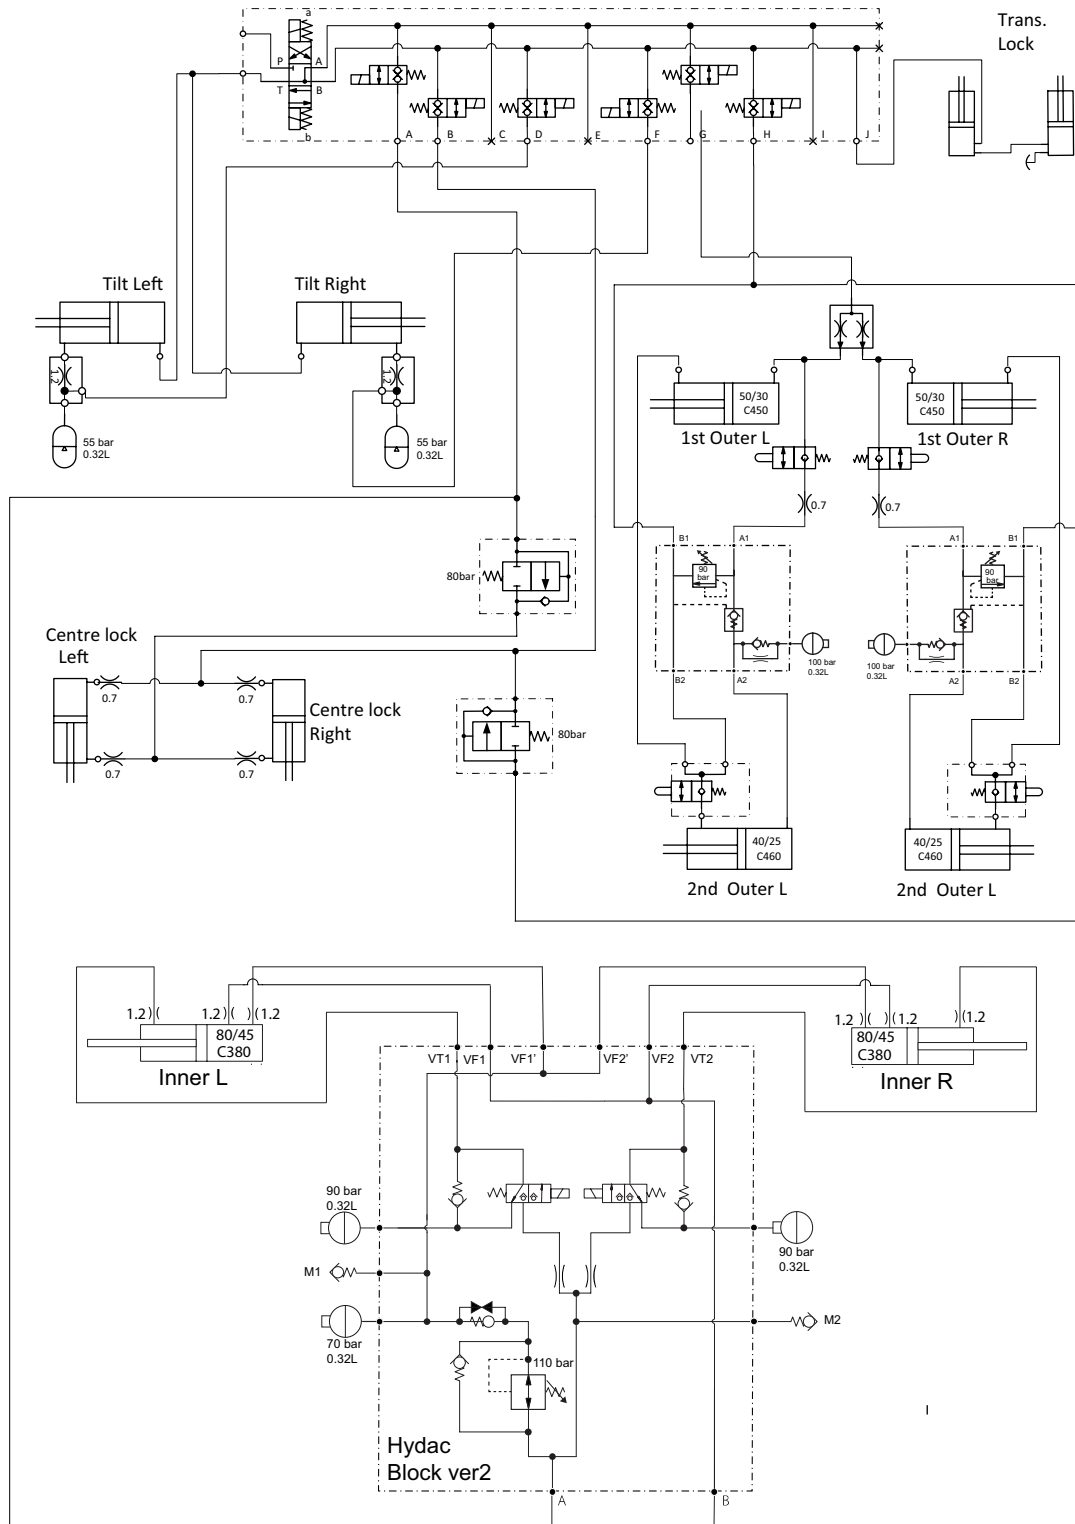 a
Trans.
Lock
P
A
T
B
b
A
B
C
D
E
F
G
H
I
J
Tilt Left
Tilt Right
1.2
1.2
55 bar
0.32L
55 bar
0.32L
50/30
C450
50/30
C450
1st Outer L
1st Outer R
0.7
0.7
B1
A1
A1
B1
90
bar
90
bar
80bar
100 bar
0.32L
100 bar
0.32L
B2
A2
A2
B2
Centre lock
Left
0.7
0.7
Centre lock
Right
0.7
0.7
80bar
40/25
C460
40/25
C460
2nd Outer L
2nd Outer L
1.2
1.2
1.2
80/45
C380
Inner L
1.2
1.2
1.2
80/45
C380
Inner R
VT1
VF1
VF1'
VF2'
VF2
VT2
90 bar
0.32L
90 bar
0.32L
M1
M2
70 bar
0.32L
110 bar
Hydac
Block ver2
A
B
I